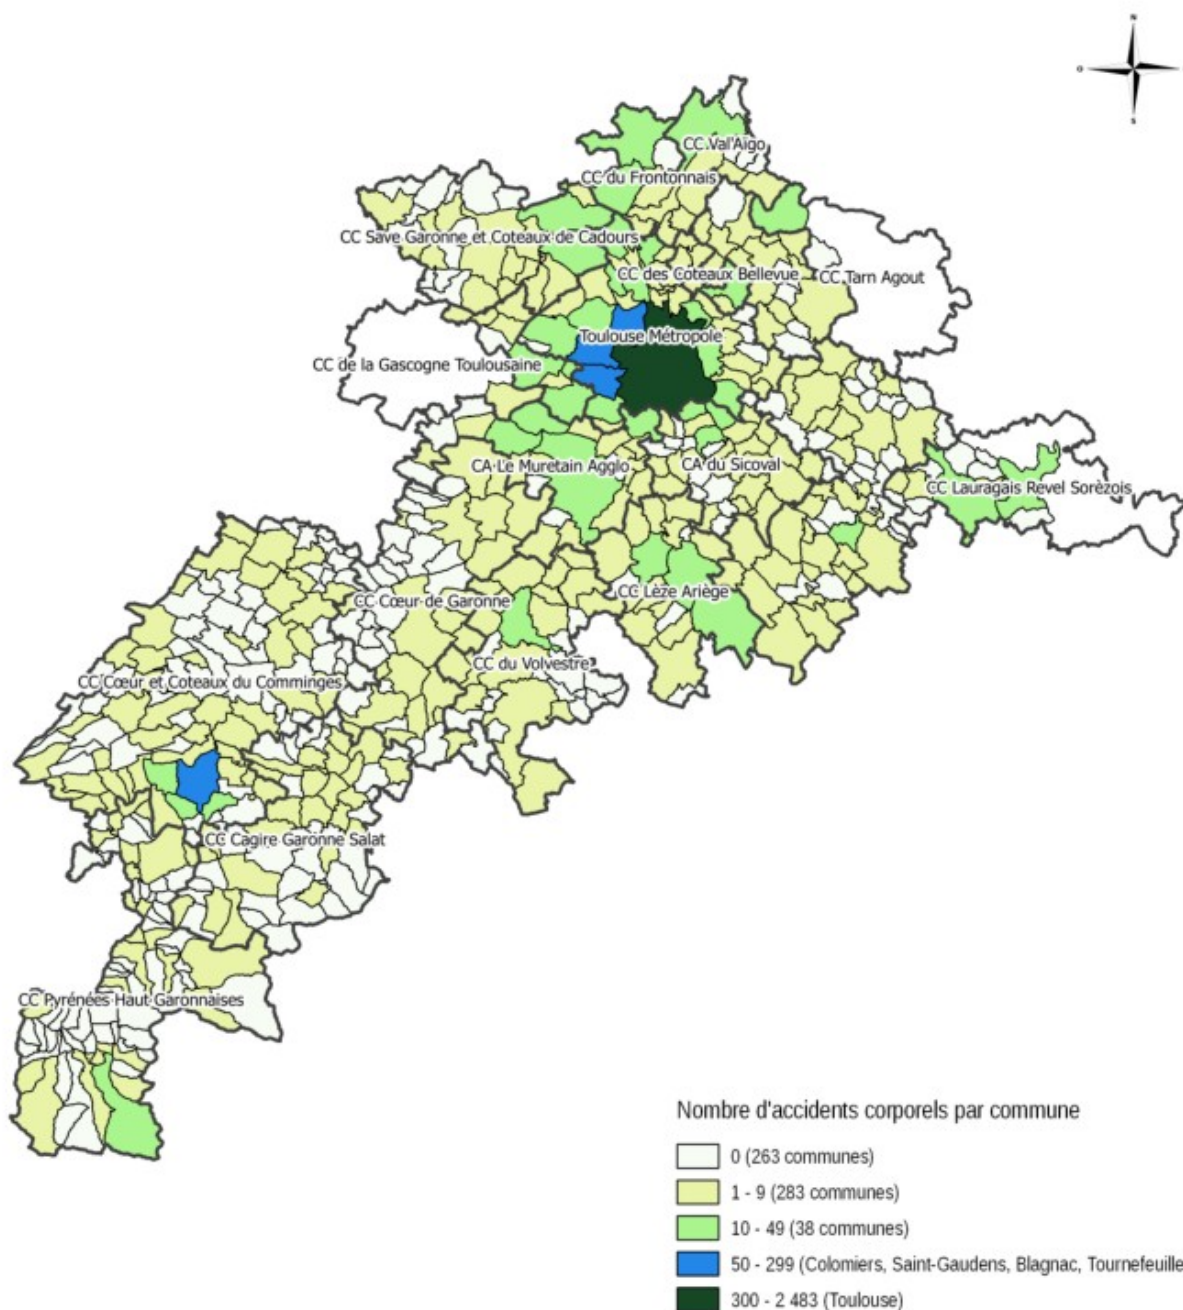 N
O
S
CC Val'Aïgo
CC du Frontonnais
CC Save Garonne et Coteaux de Cadours
CC des Coteaux Bellevue
CC Tarn Agout
Toulouse Métropole
CC de la Gascogne Toulousaine
CA Le Muretain Agglo
CA du Sicoval
CC Lauragais Revel Sorèzois
CC Lèze Ariège
CC Cœur de Garonne
CC du Volvestre
CC Cœur et Coteaux du Comminges
CC Cagire Garonne Salat
CC Pyrénées Haut Garonnaises
Nombre d'accidents corporels par commune
0 (263 communes)
1 - 9 (283 communes)
10 - 49 (38 communes)
50 - 299 (Colomiers, Saint-Gaudens, Blagnac, Tournefeuille
300 - 2 483 (Toulouse)